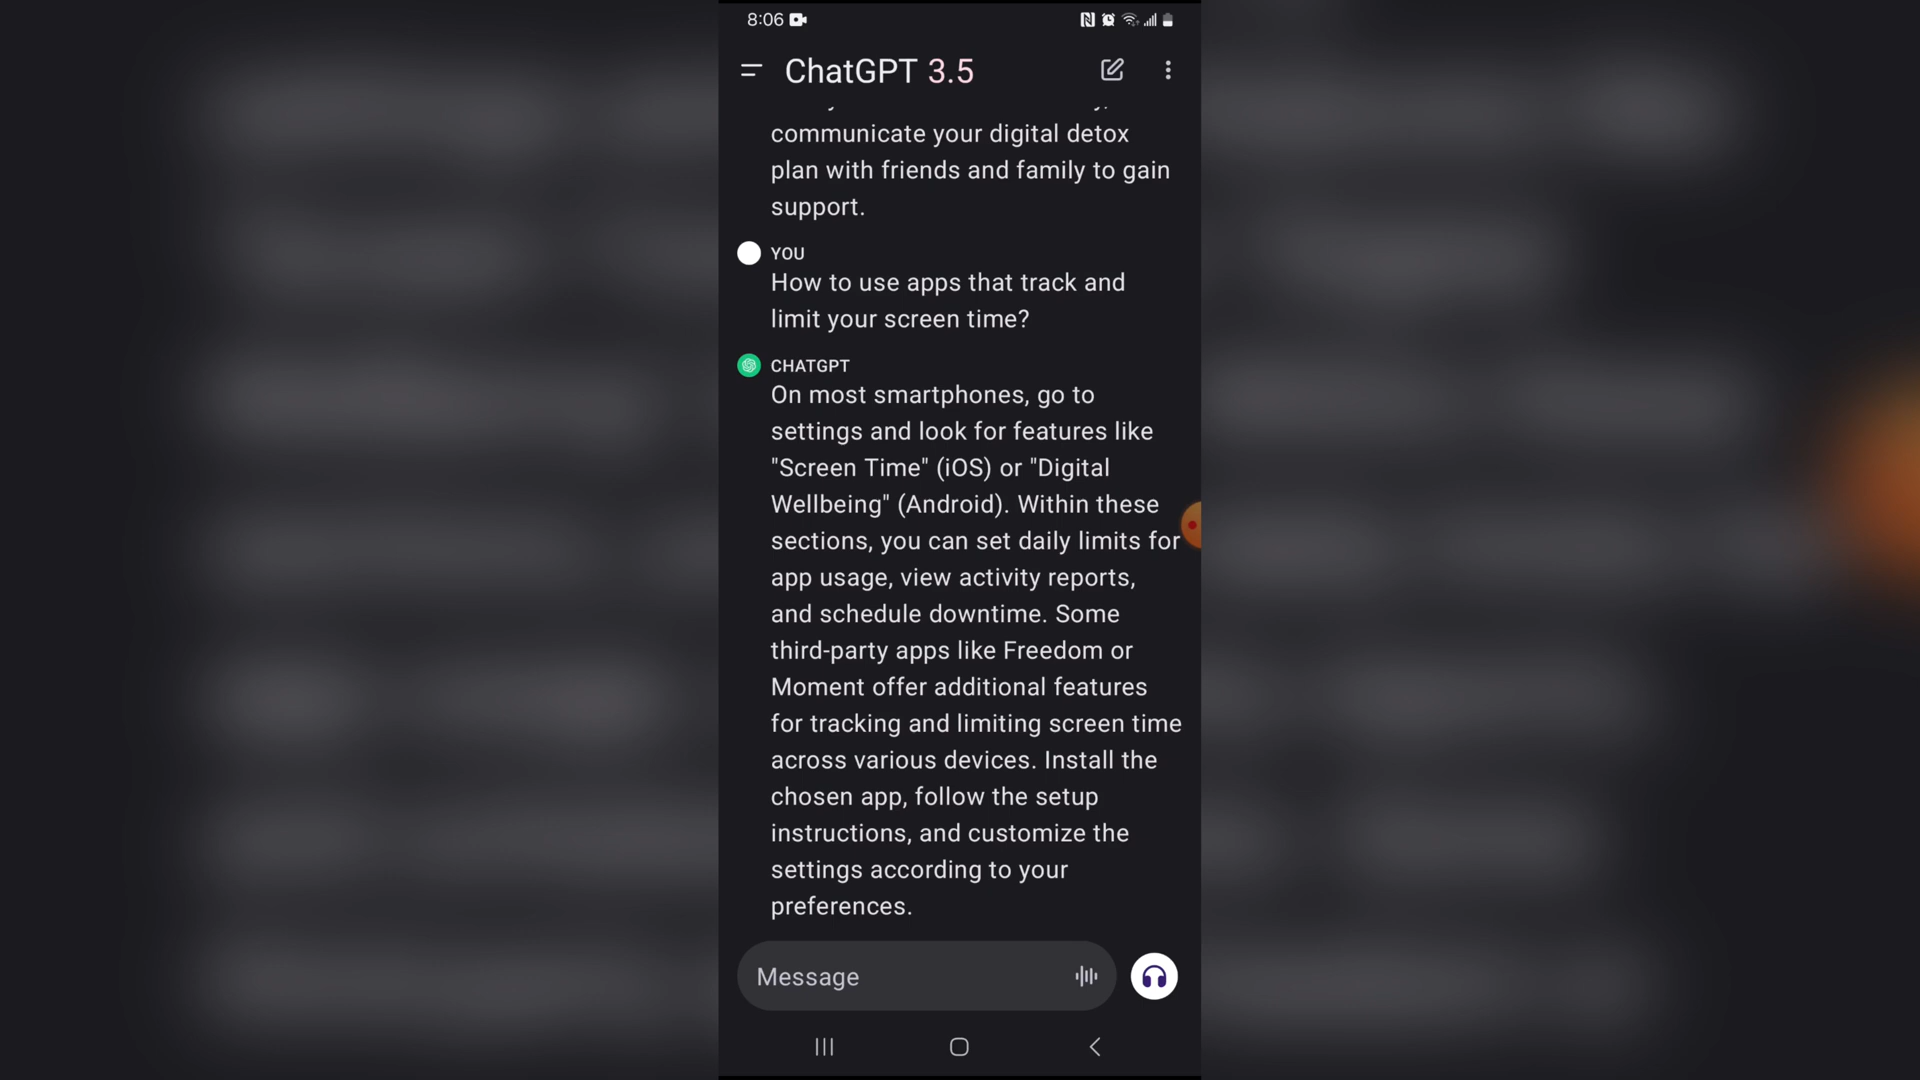 8:06
ChatGPT 3.5
communicate your digital detox
plan with friends and family to gain
support.
YOU
How to use apps that track and
limit your screen time?
CHATGPT
On most smartphones, go to
settings and look for features like
"Screen Time" (iOS) or "Digital
Wellbeing" (Android). Within these
sections, you can set daily limits for
app usage, view activity reports,
and schedule downtime. Some
third-party apps like Freedom or
Moment offer additional features
for tracking and limiting screen time
across various devices. Install the
chosen app, follow the setup
instructions, and customize the
settings according to your
preferences.
Message